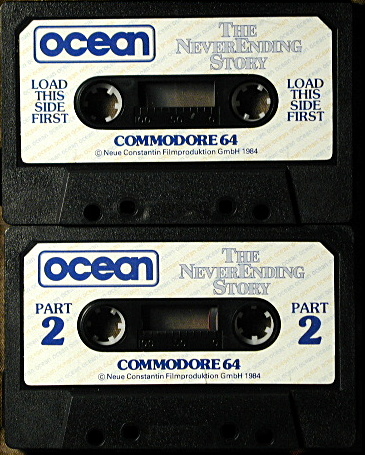 ocean
THE
NEVERENDING
STORY
LOAD
THIS
SIDE
FIRST
LOAD
THIS
SIDE
FIRST
COMMODORE 64
© Neue Constantin Filmproduktion GmbH 1984
ocean
THE
NEVERENDING
STORY
PART
2
PART
2
COMMODORE 64
© Neue Constantin Filmproduktion GmbH 1984